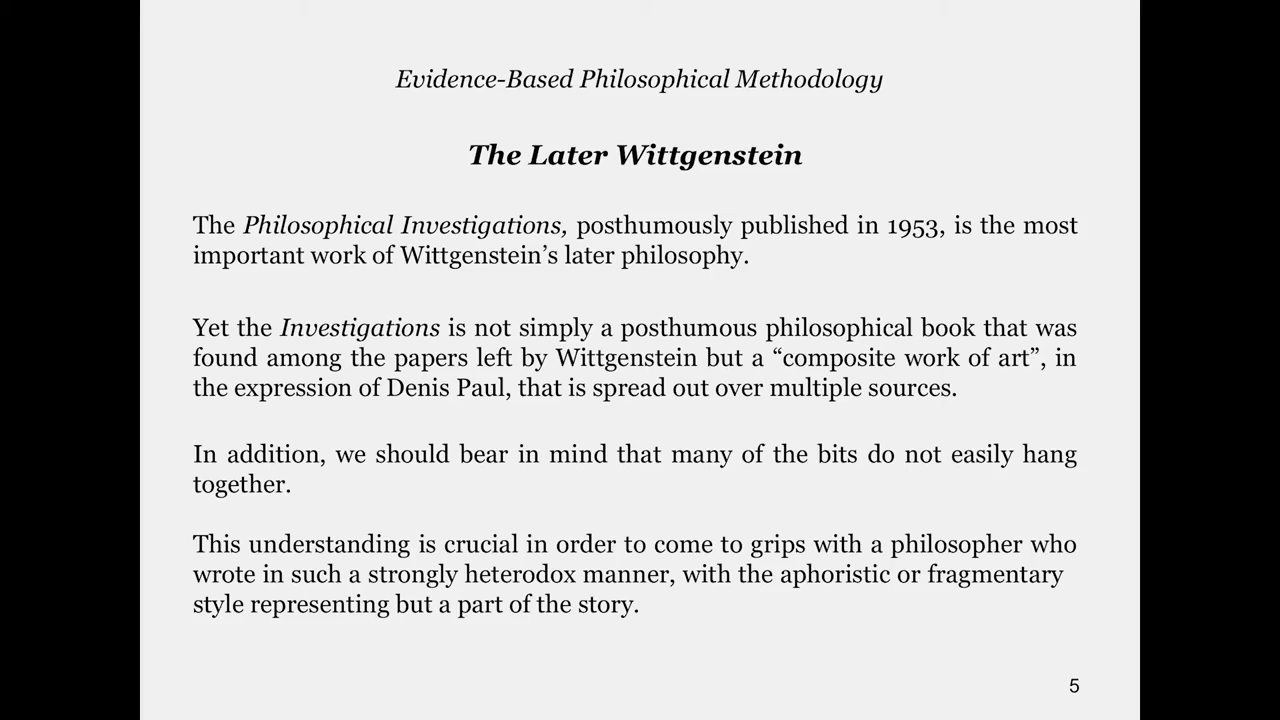 Evidence-Based Philosophical Methodology
The Later Wittgenstein
The Philosophical Investigations, posthumously published in 1953, is the most
important work of Wittgenstein’s later philosophy.
Yet the Investigations is not simply a posthumous philosophical book that was
found among the papers left by Wittgenstein but a “composite work of art”, in
the expression of Denis Paul, that is spread out over multiple sources.
In addition, we should bear in mind that many of the bits do not easily hang
together.
This understanding is crucial in order to come to grips with a philosopher who
wrote in such a strongly heterodox manner, with the aphoristic or fragmentary
style representing but a part of the story.
5